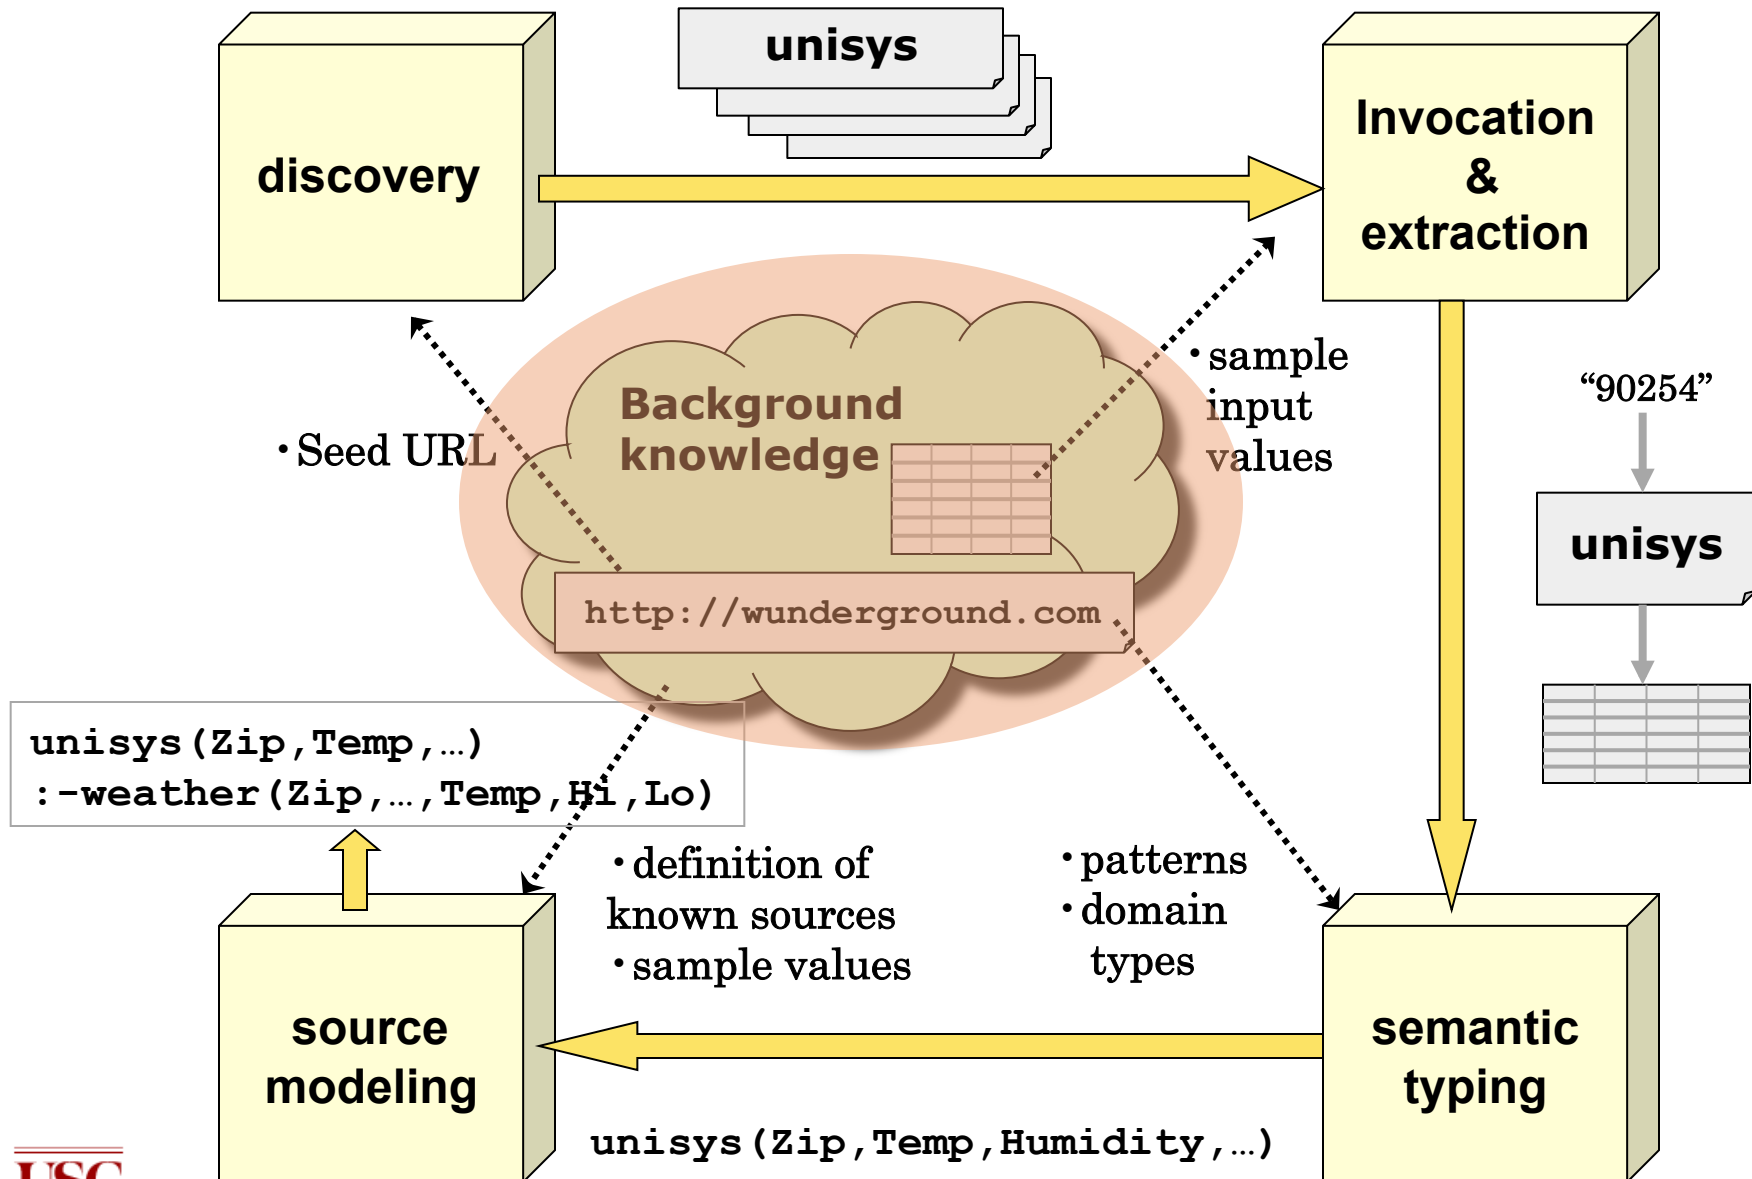 unisys
discovery
Invocation
&
extraction
Background
knowledge
• Seed URL
• sample
input
values
"90254"
unisys
http://wunderground.com
unisys(Zip,Temp,…)
:-weather(Zip,…,Temp,Hi,Lo)
• definition of
known sources
• sample values
• patterns
• domain
types
source
modeling
semantic
typing
unisys(Zip,Temp,Humidity,…)
USC